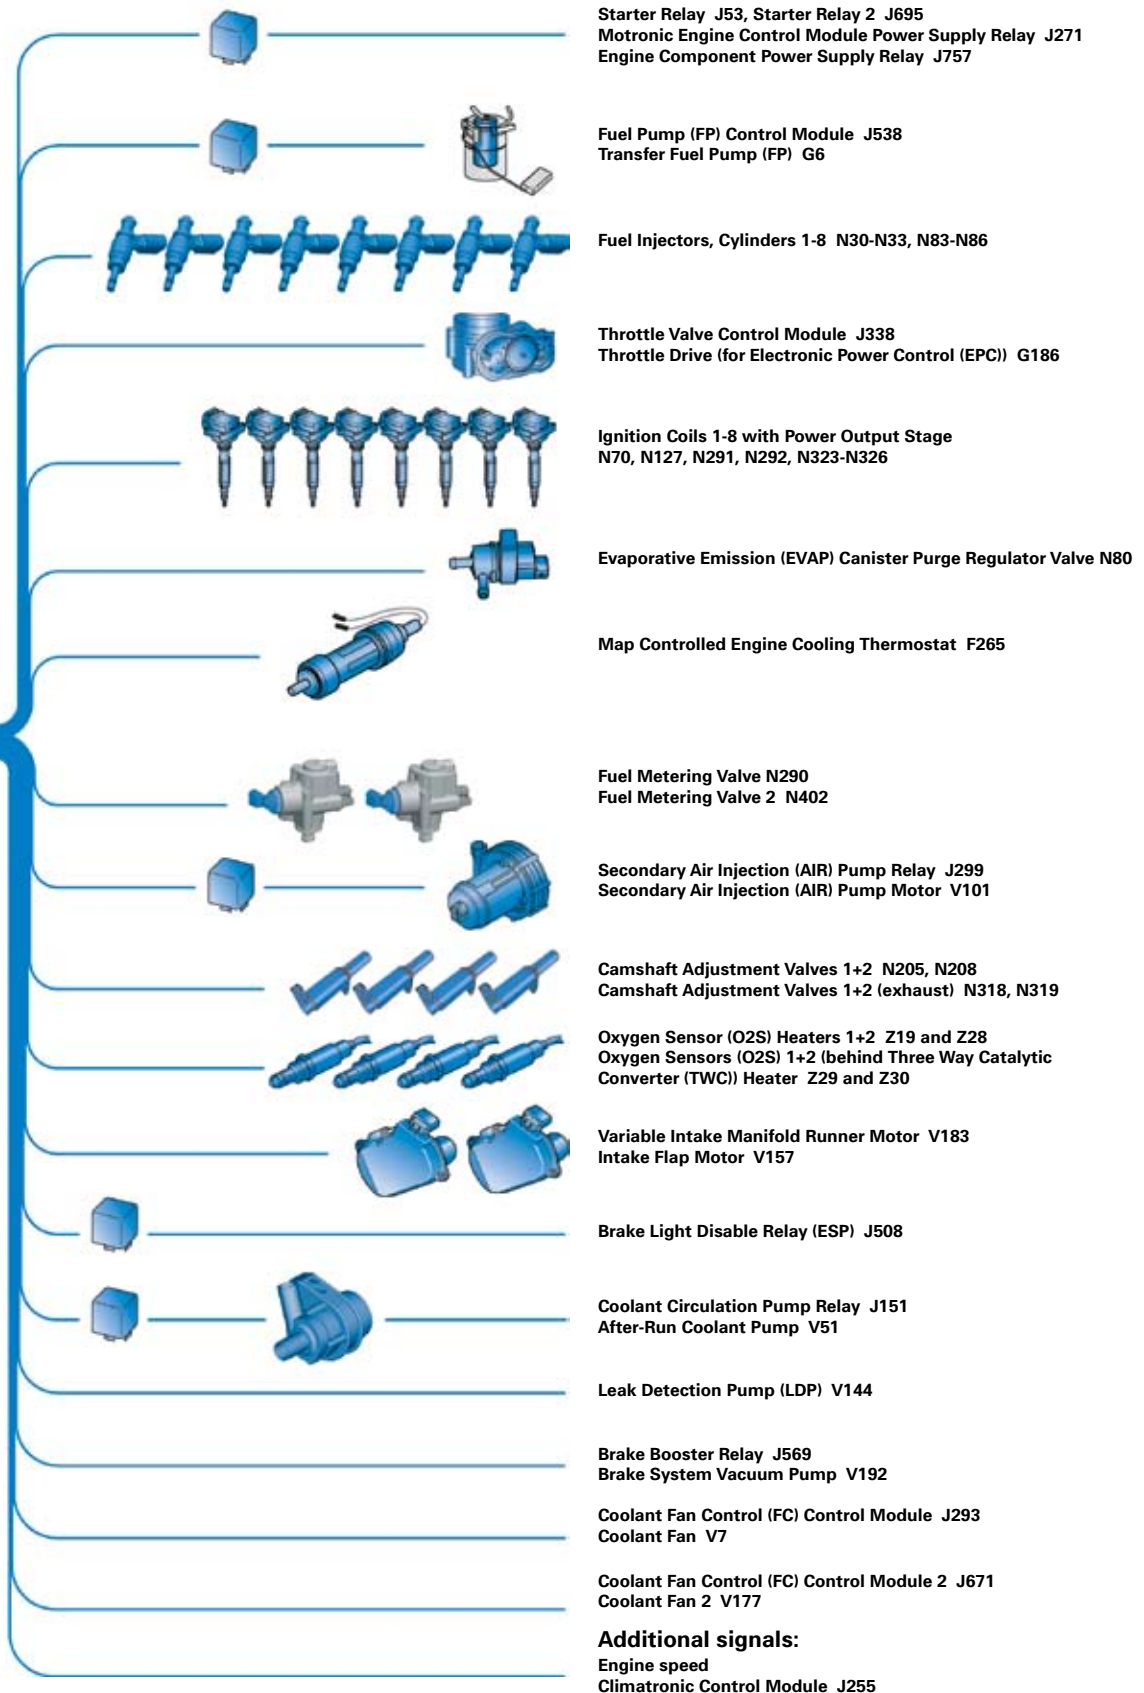 Starter Relay J53, Starter Relay 2 J695
Motronic Engine Control Module Power Supply Relay J271
Engine Component Power Supply Relay J757
Fuel Pump (FP) Control Module J538
Transfer Fuel Pump (FP) G6
Fuel Injectors, Cylinders 1-8 N30-N33, N83-N86
Throttle Valve Control Module J338
Throttle Drive (for Electronic Power Control (EPC)) G186
Ignition Coils 1-8 with Power Output Stage
N70, N127, N291, N292, N323-N326
Evaporative Emission (EVAP) Canister Purge Regulator Valve N80
Map Controlled Engine Cooling Thermostat F265
Fuel Metering Valve N290
Fuel Metering Valve 2 N402
Secondary Air Injection (AIR) Pump Relay J299
Secondary Air Injection (AIR) Pump Motor V101
Camshaft Adjustment Valves 1+2 N205, N208
Camshaft Adjustment Valves 1+2 (exhaust) N318, N319
Oxygen Sensor (O2S) Heaters 1+2 Z19 and Z28
Oxygen Sensors (O2S) 1+2 (behind Three Way Catalytic
Converter (TWC)) Heater Z29 and Z30
Variable Intake Manifold Runner Motor V183
Intake Flap Motor V157
Brake Light Disable Relay (ESP) J508
Coolant Circulation Pump Relay J151
After-Run Coolant Pump V51
Leak Detection Pump (LDP) V144
Brake Booster Relay J569
Brake System Vacuum Pump V192
Coolant Fan Control (FC) Control Module J293
Coolant Fan V7
Coolant Fan Control (FC) Control Module 2 J671
Coolant Fan 2 V177
Additional signals:
Engine speed
Climatronic Control Module J255